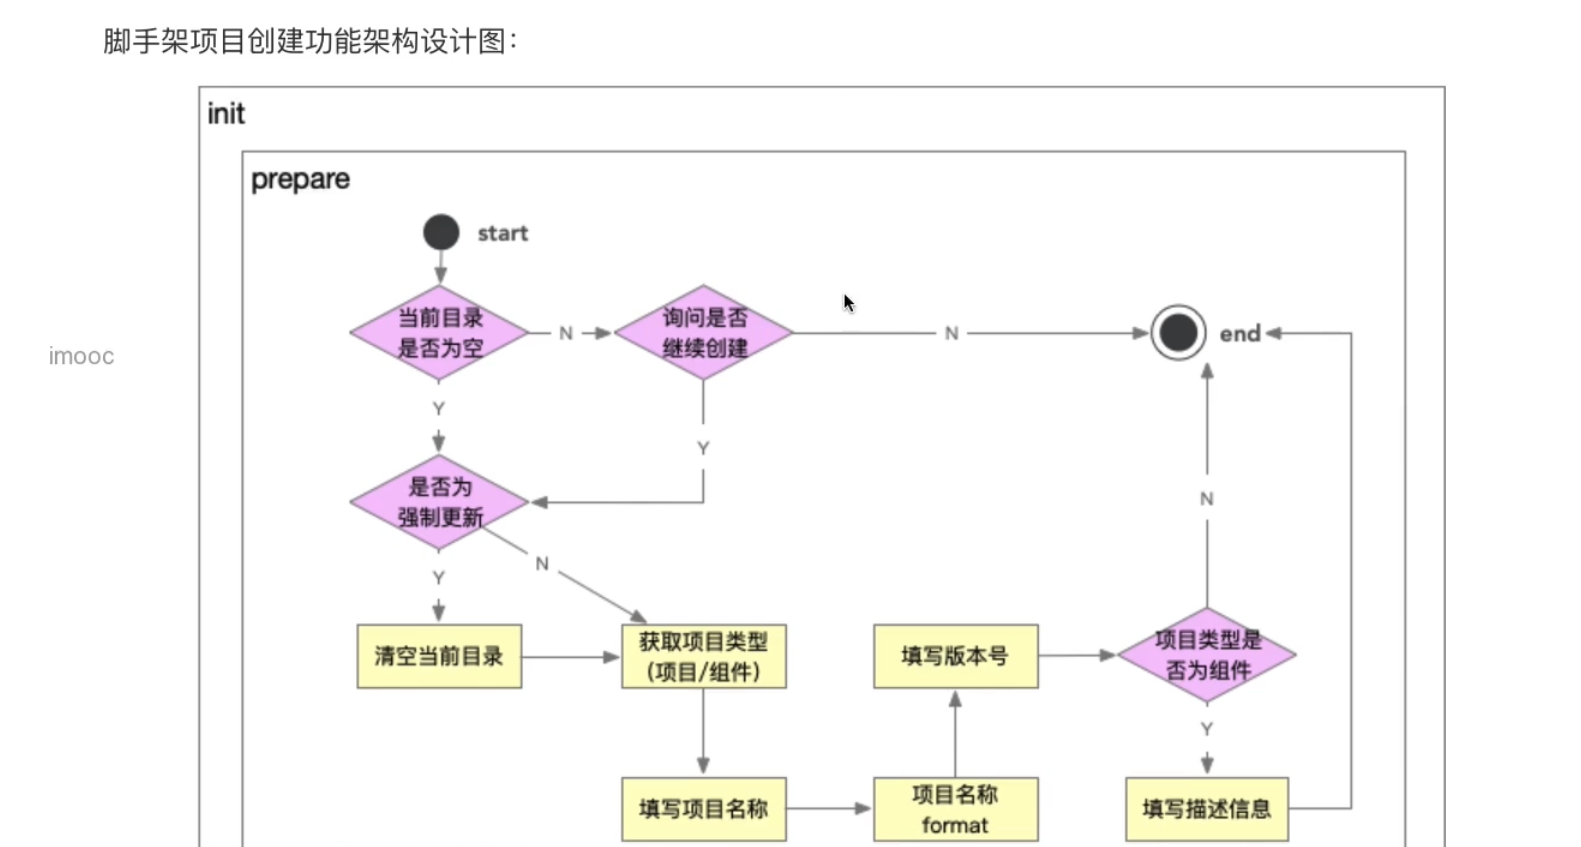 脚手架项目创建功能架构设计图：
init
prepare
start
当前目录
是否为空
N
询问是否
继续创建
N
end
imooc
Y
Y
是否为
强制更新
N
N
Y
清空当前目录
获取项目类型
(项目/组件)
填写版本号
项目类型是
否为组件
Y
填写项目名称
项目名称
format
填写描述信息